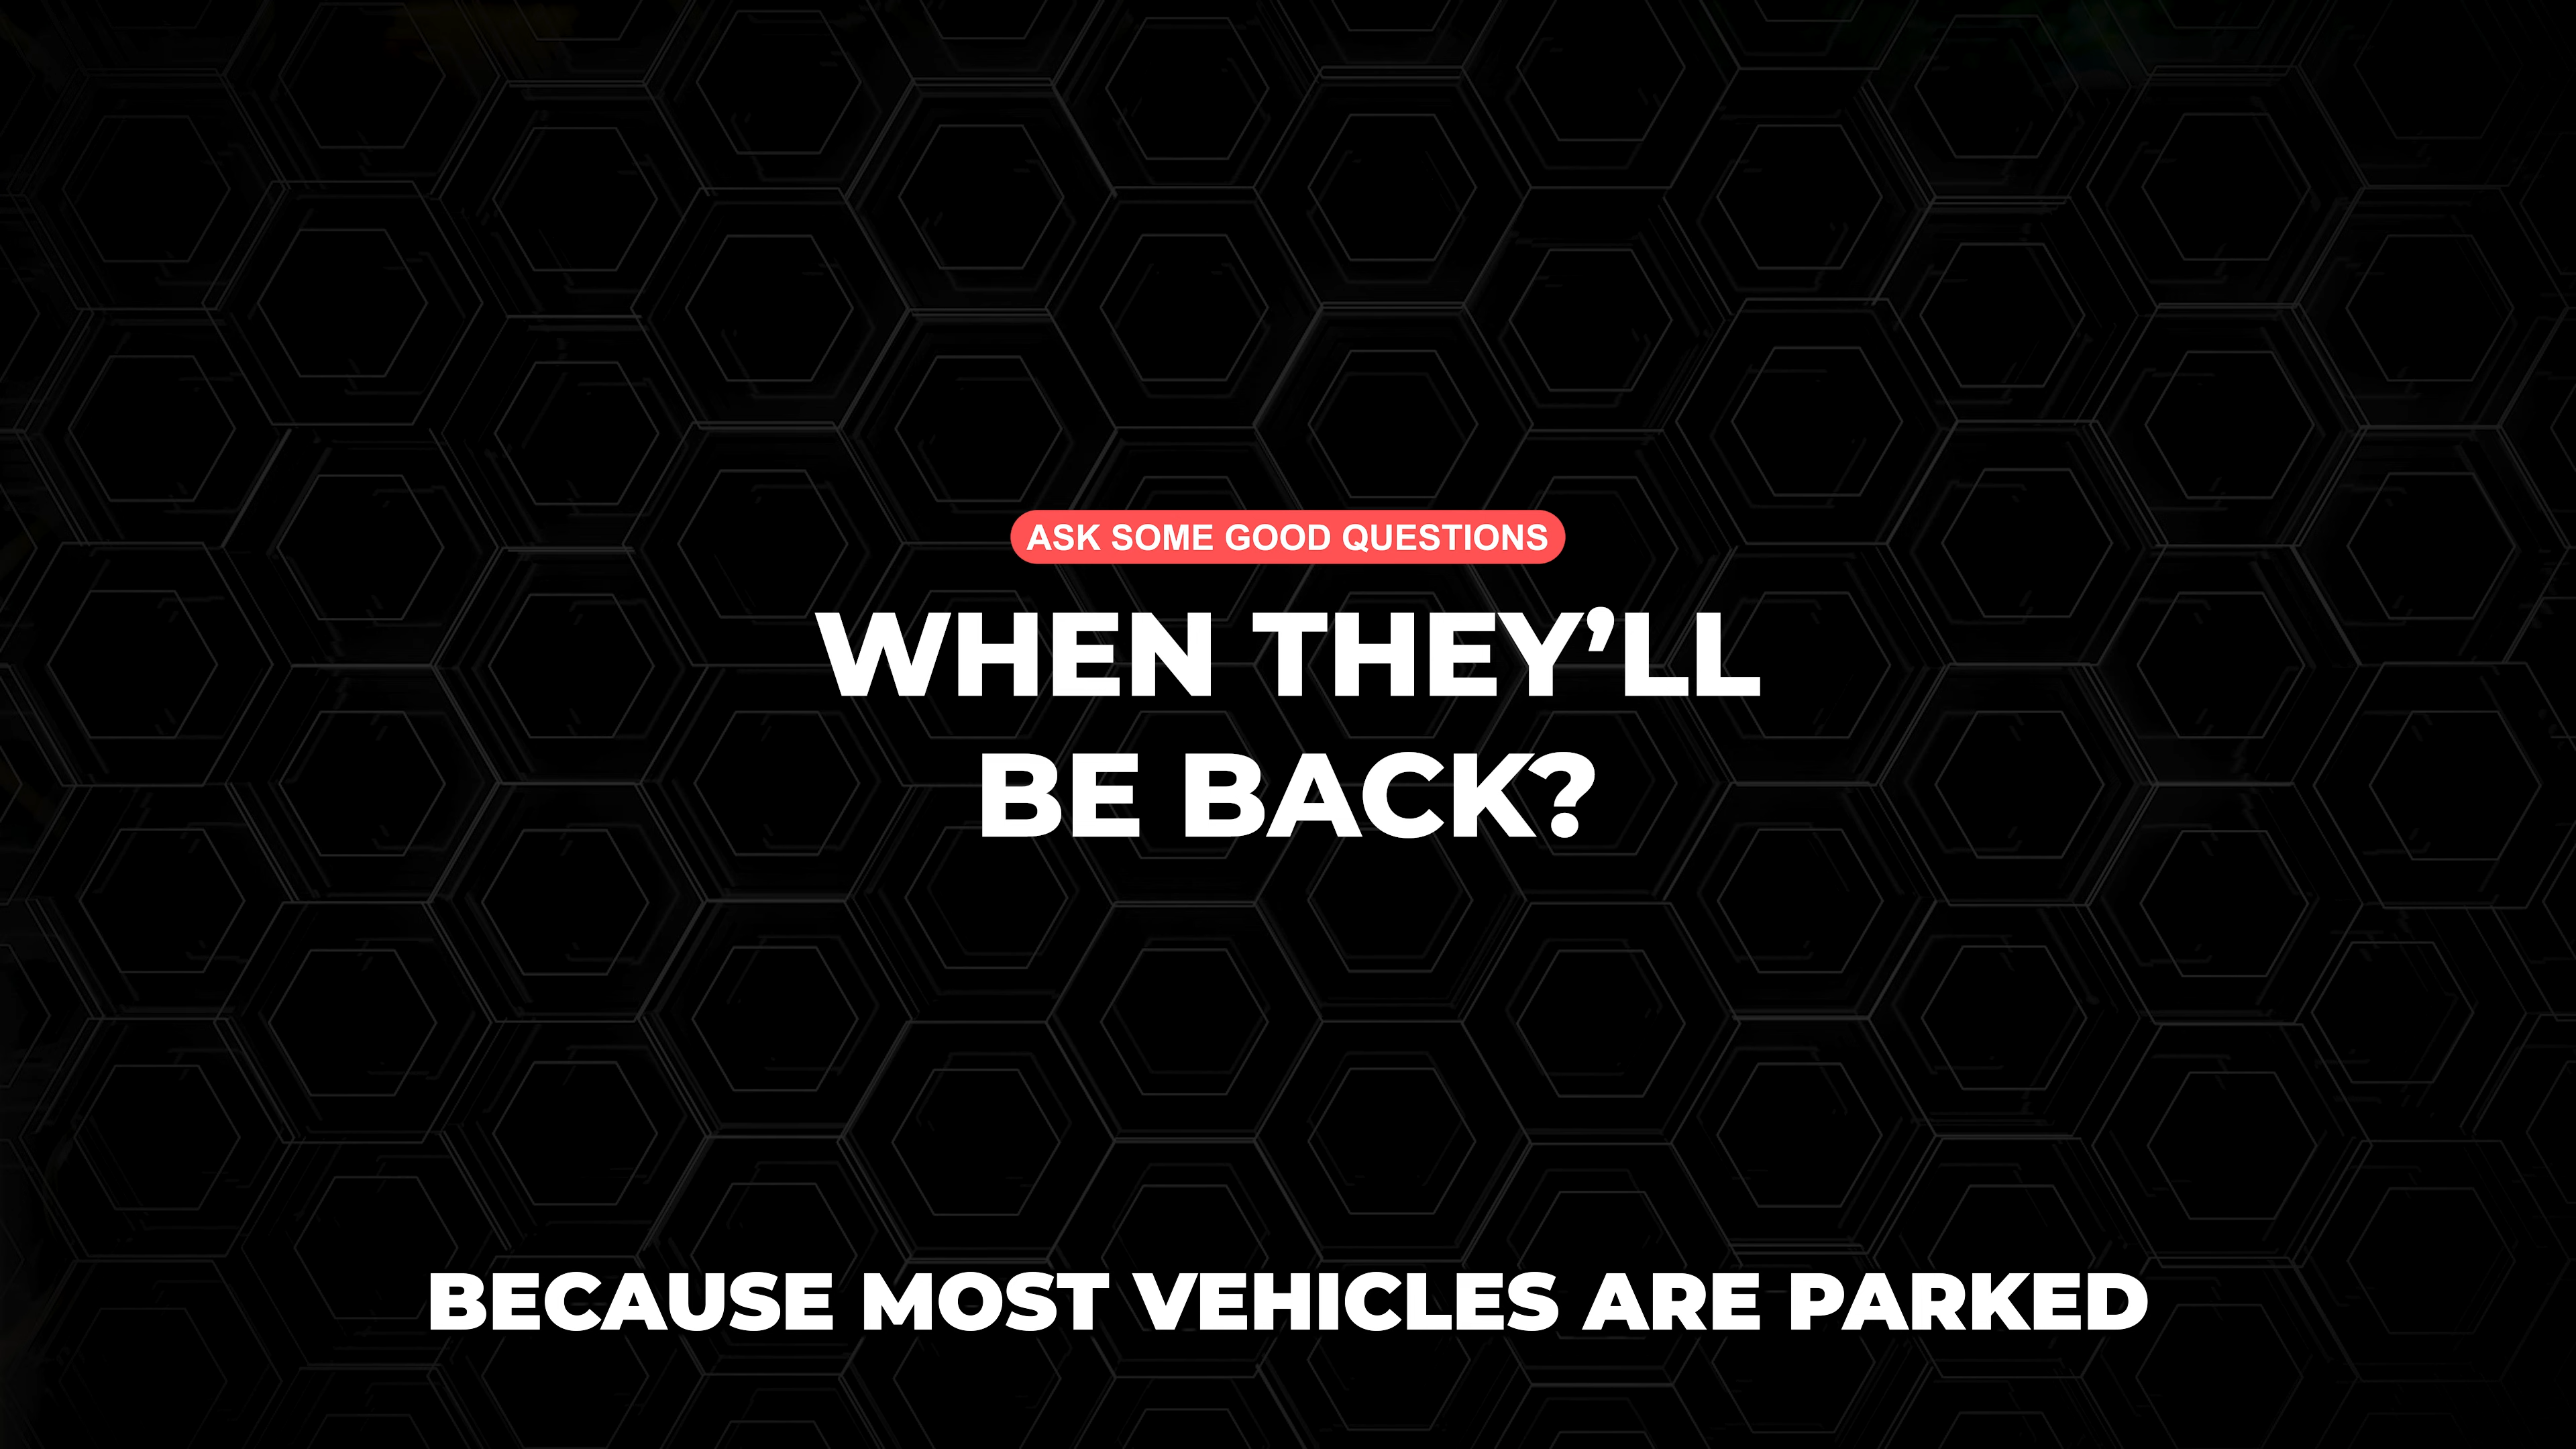 ASK SOME GOOD QUESTIONS
WHEN THEY’LL
BE BACK?
BECAUSE MOST VEHICLES ARE PARKED